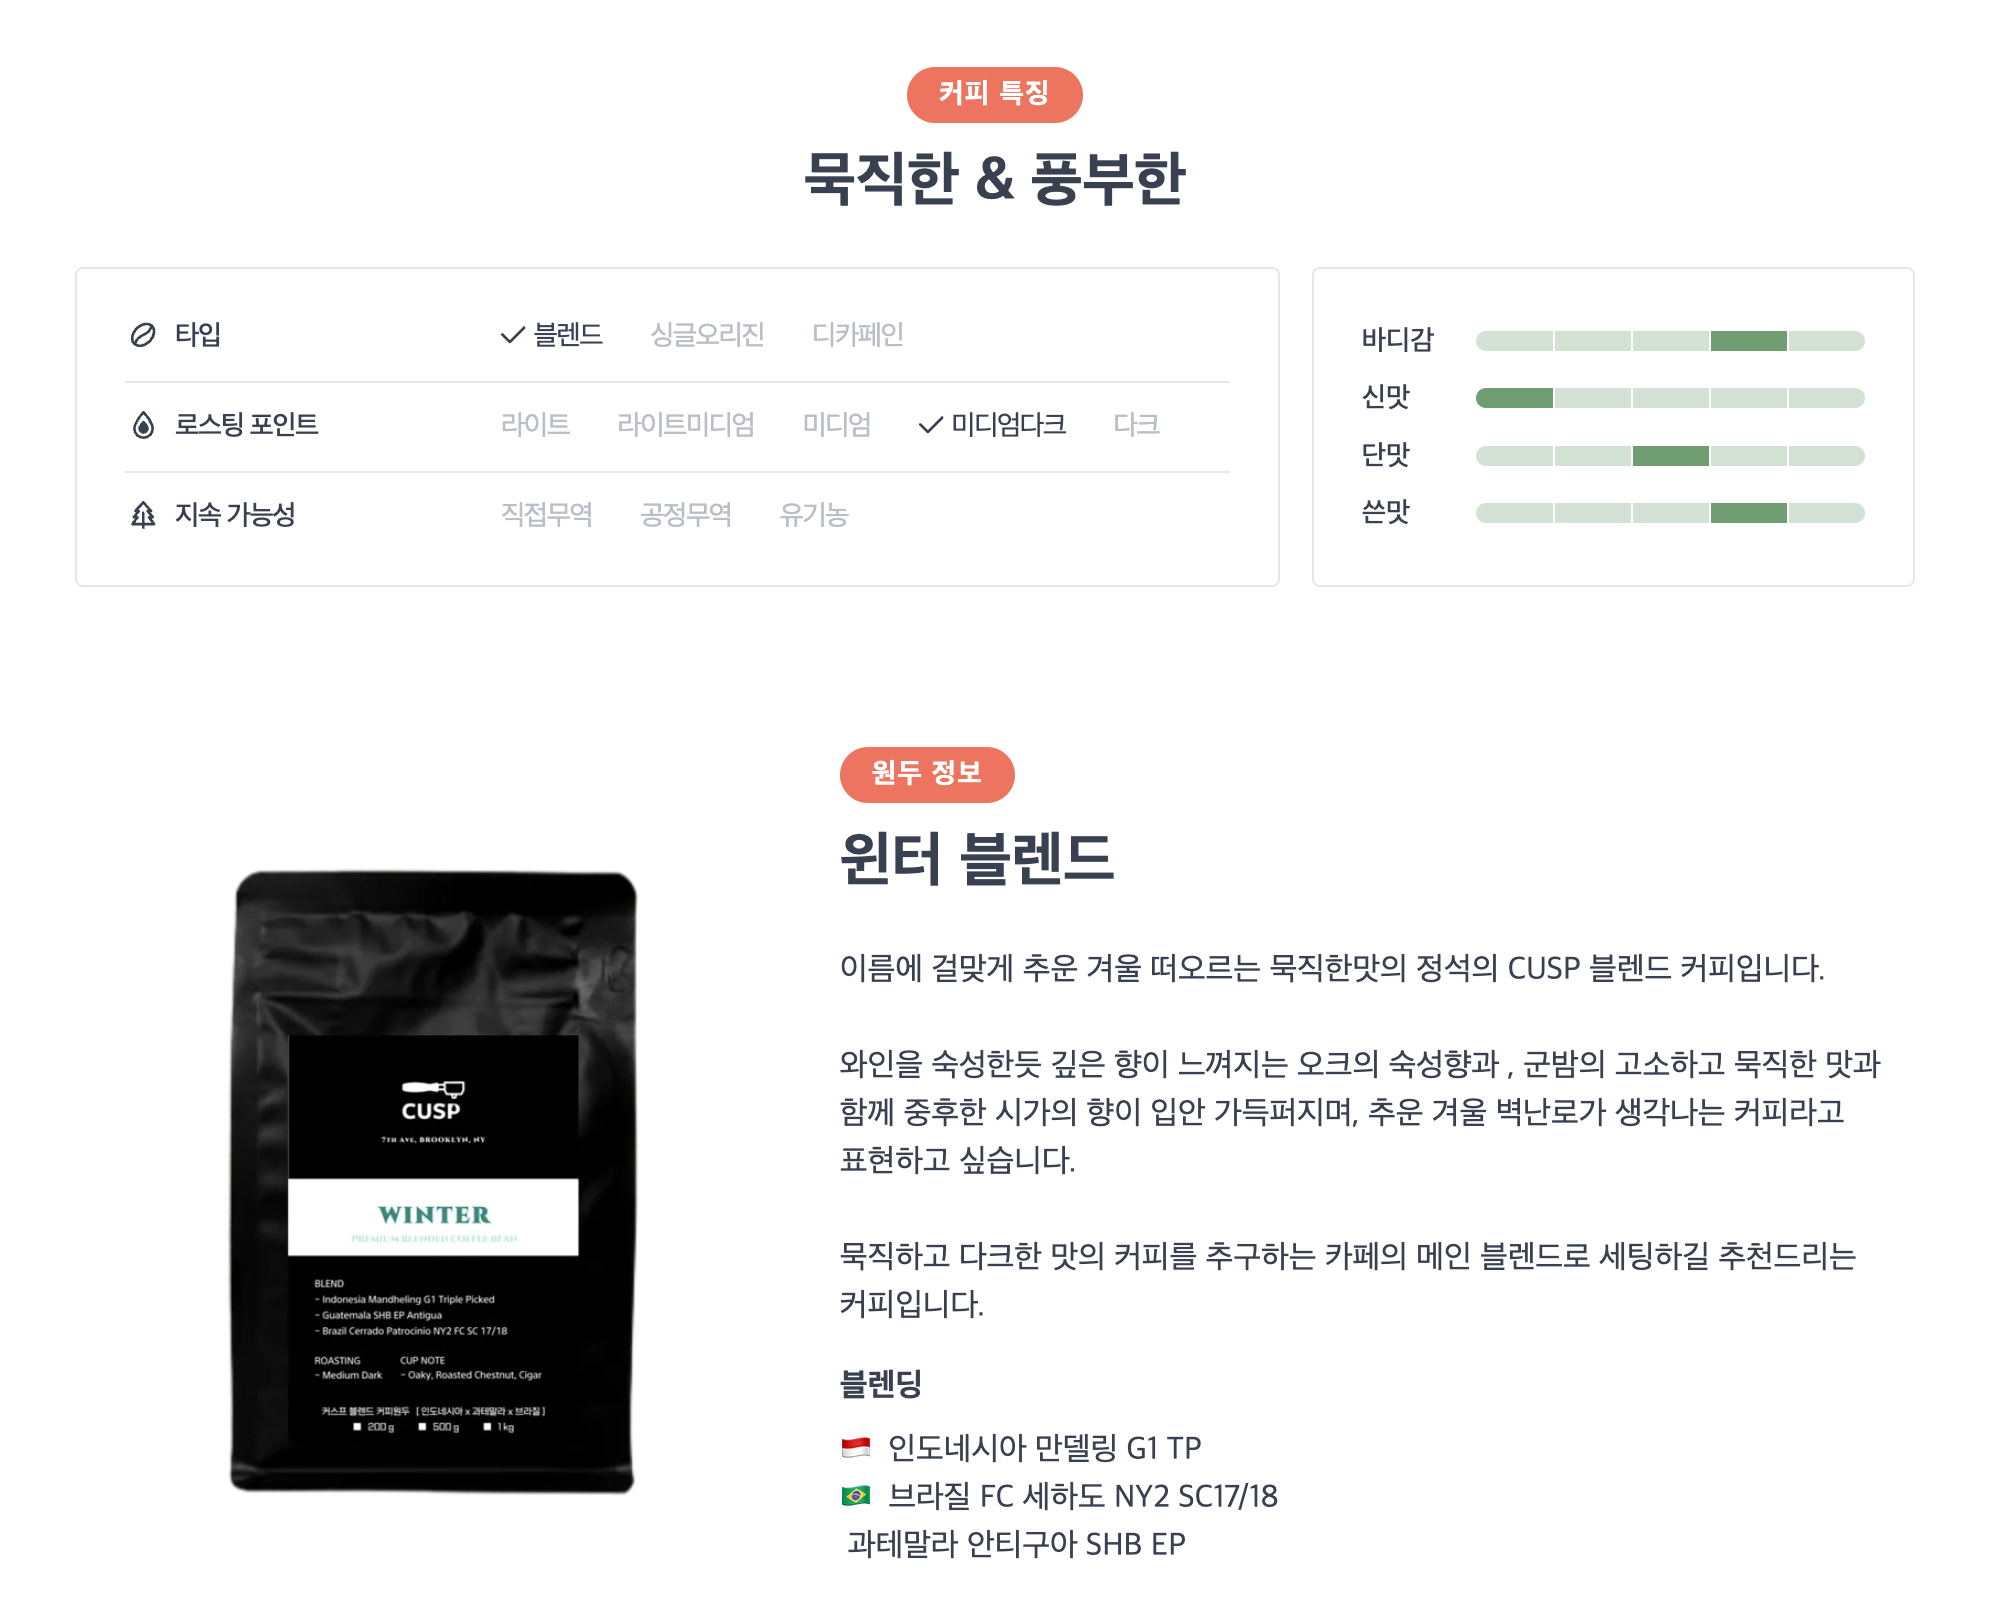 커피 특징
묵직한 & 풍부한
타입
블렌드 싱글오리진 디카페인
로스팅 포인트
라이트 라이트미디엄 미디엄 미디엄다크 다크
지속 가능성
직접무역 공정무역 유기농
바디감
신맛
단맛
쓴맛
CUSP
7TH AVE, BROOKLYN, NY
WINTER
PREMIUM BLENDED COFFEE BEAN
BLEND
- Indonesia Mandheling G1 Triple Picked
- Guatemala SHB EP Antigua
- Brazil Cerrado Patrocinio NY2 FC SC 17/18
ROASTING CUP NOTE
- Medium Dark - Oaky, Roasted Chestnut, Cigar
커스프 블렌드 커피원두 [ 인도네시아 x 과테말라 x 브라질 ]
200 g 500 g 1 kg
원두 정보
윈터 블렌드
이름에 걸맞게 추운 겨울 떠오르는 묵직한맛의 정석의 CUSP 블렌드 커피입니다.
와인을 숙성한듯 깊은 향이 느껴지는 오크의 숙성향과 , 군밤의 고소하고 묵직한 맛과
함께 중후한 시가의 향이 입안 가득퍼지며, 추운 겨울 벽난로가 생각나는 커피라고
표현하고 싶습니다.
묵직하고 다크한 맛의 커피를 추구하는 카페의 메인 블렌드로 세팅하길 추천드리는
커피입니다.
블렌딩
인도네시아 만델링 G1 TP
브라질 FC 세하도 NY2 SC17/18
과테말라 안티구아 SHB EP